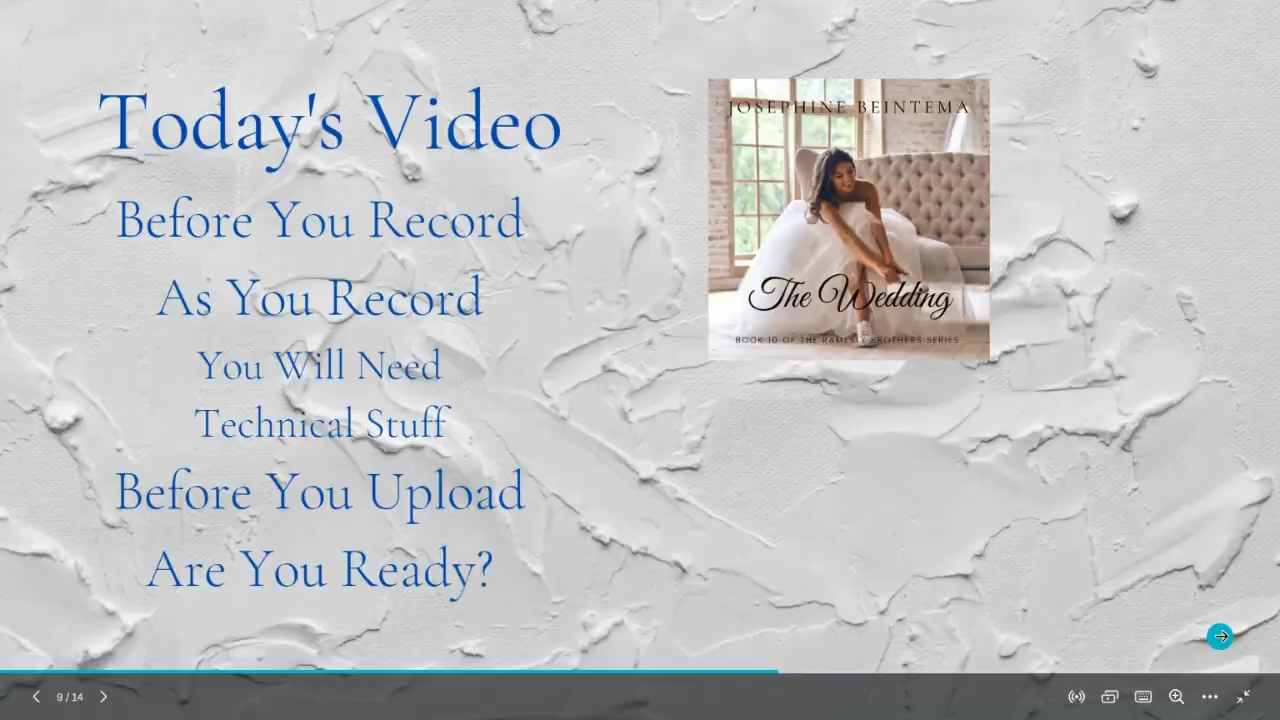 Today's Video
Before You Record
As You Record
You Will Need
Technical Stuff
Before You Upload
Are You Ready?
JOSEPHINE BEINTEMA
The Wedding
BOOK 10 OF THE RAMESLY BROTHERS SERIES
9 / 14